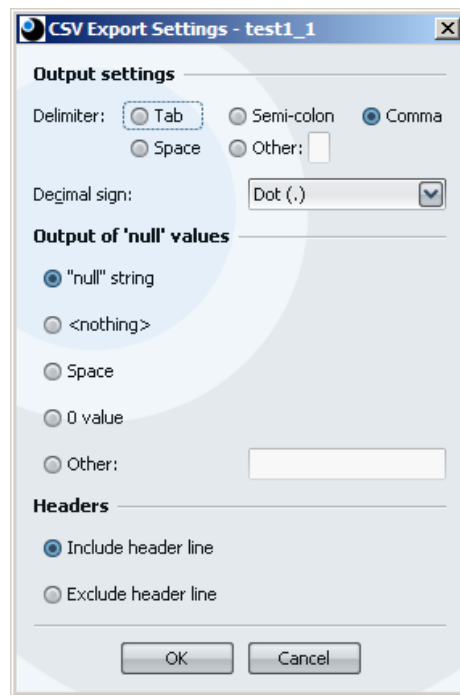 CSV Export Settings - test1_1
Output settings
Delimiter: Tab Semi-colon Comma
Space Other:
Decimal sign: Dot (.)
Output of 'null' values
"null" string
<nothing>
Space
0 value
Other:
Headers
Include header line
Exclude header line
OK Cancel